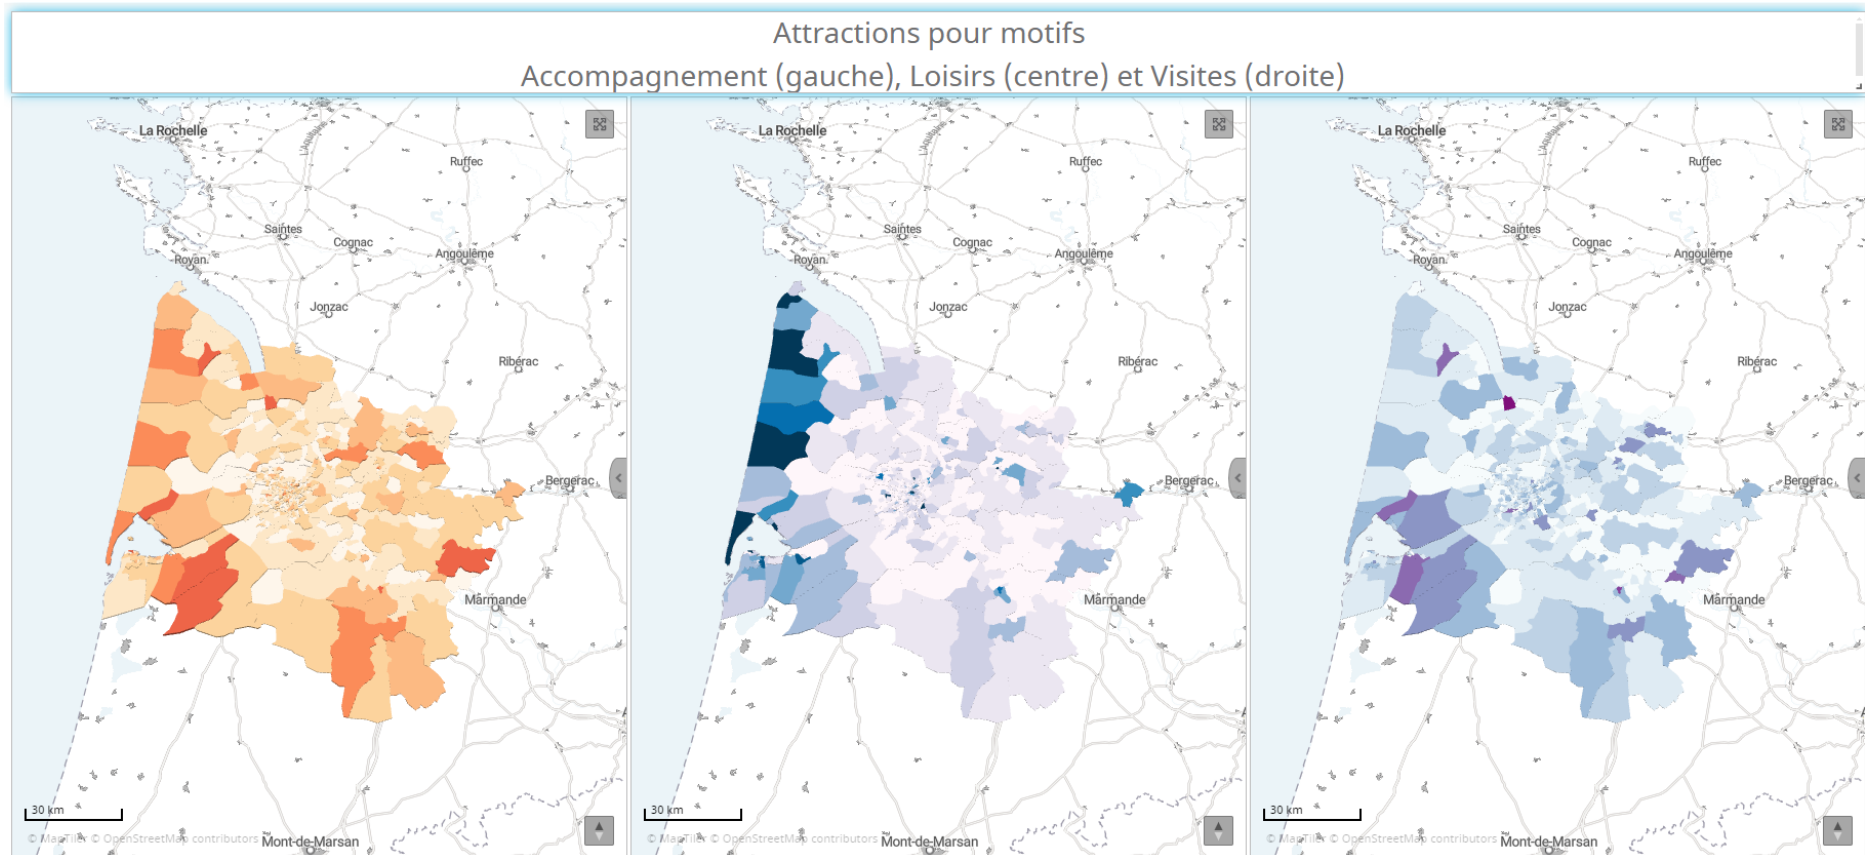 Attractions pour motifs
Accompagnement (gauche), Loisirs (centre) et Visites (droite)
La Rochelle
Ruffec
Saintes
Cognac
Angoulême
Royan
Jonzac
Ribérac
Bergerac
Marmande
30 km
© MapTiler © OpenStreetMap contributors
Mont-de-Marsan
La Rochelle
Ruffec
Saintes
Cognac
Angoulême
Royan
Jonzac
Ribérac
Bergerac
Marmande
30 km
© MapTiler © OpenStreetMap contributors
Mont-de-Marsan
La Rochelle
Ruffec
Saintes
Cognac
Angoulême
Royan
Jonzac
Ribérac
Bergerac
Marmande
30 km
© MapTiler © OpenStreetMap contributors
Mont-de-Marsan